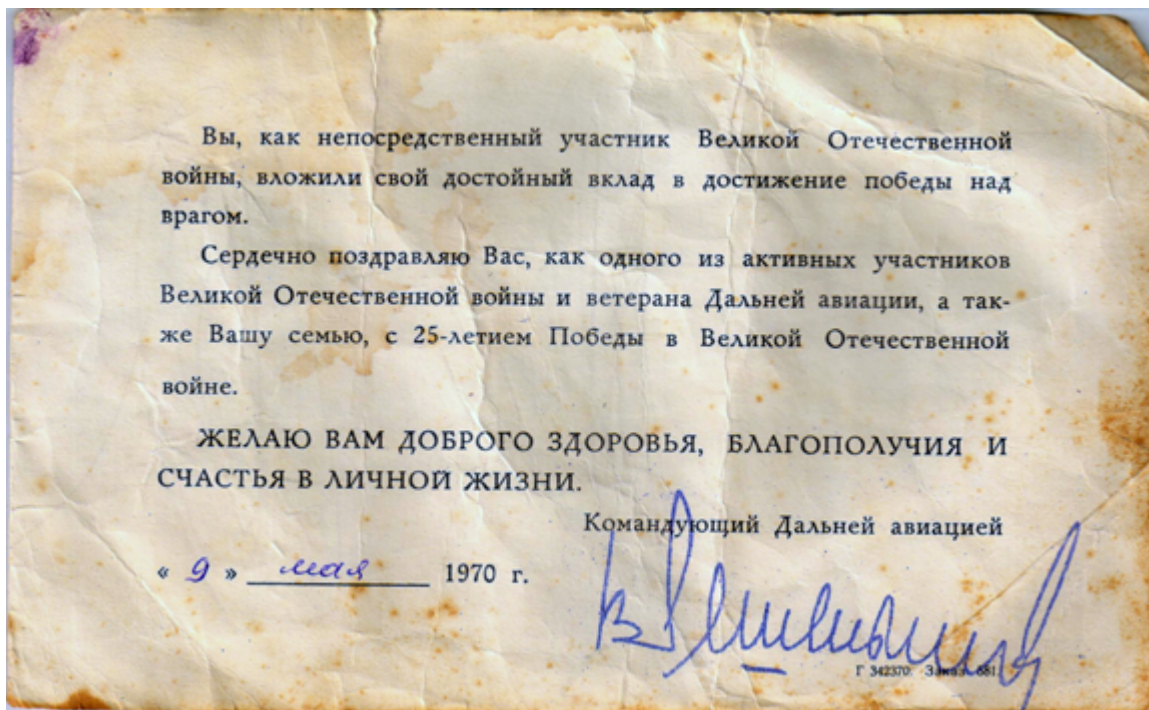 Вы, как непосредственный участник Великой Отечественной
войны, вложили свой достойный вклад в достижение победы над
врагом.
Сердечно поздравляю Вас, как одного из активных участников
Великой Отечественной войны и ветерана Дальней авиации, а так-
же Вашу семью, с 25-летием Победы в Великой Отечественной
войне.
ЖЕЛАЮ ВАМ ДОБРОГО ЗДОРОВЬЯ, БЛАГОПОЛУЧИЯ И
СЧАСТЬЯ В ЛИЧНОЙ ЖИЗНИ.
Командующий Дальней авиацией
« 9 » мая 1970 г.
Г 342370. Заказ 681.